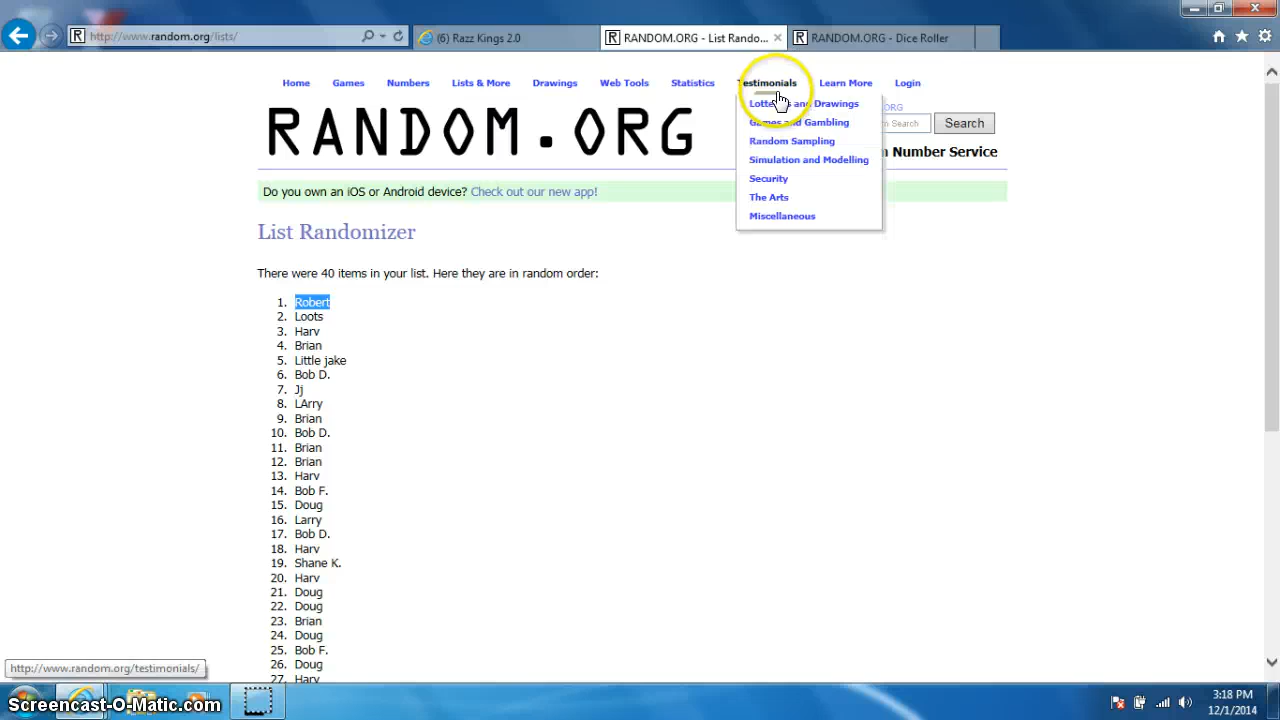 http://www.random.org/lists/
(6) Razz Kings 2.0
RANDOM.ORG - List Rando...
RANDOM.ORG - Dice Roller
Home Games Numbers Lists & More Drawings Web Tools Statistics Testimonials Learn More Login
RANDOM.ORG
Search
Lotteries and Drawings
Games and Gambling
Random Sampling
Simulation and Modelling
Security
The Arts
Miscellaneous
ORG
Search
Number Service
Do you own an iOS or Android device? Check out our new app!
List Randomizer
There were 40 items in your list. Here they are in random order:
1. Robert
2. Loots
3. Harv
4. Brian
5. Little jake
6. Bob D.
7. Jj
8. LArry
9. Brian
10. Bob D.
11. Brian
12. Brian
13. Harv
14. Bob F.
15. Doug
16. Larry
17. Bob D.
18. Harv
19. Shane K.
20. Harv
21. Doug
22. Doug
23. Brian
24. Doug
25. Bob F.
26. Doug
27. Harv
http://www.random.org/testimonials/
Screencast-O-Matic.com
3:18 PM
12/1/2014